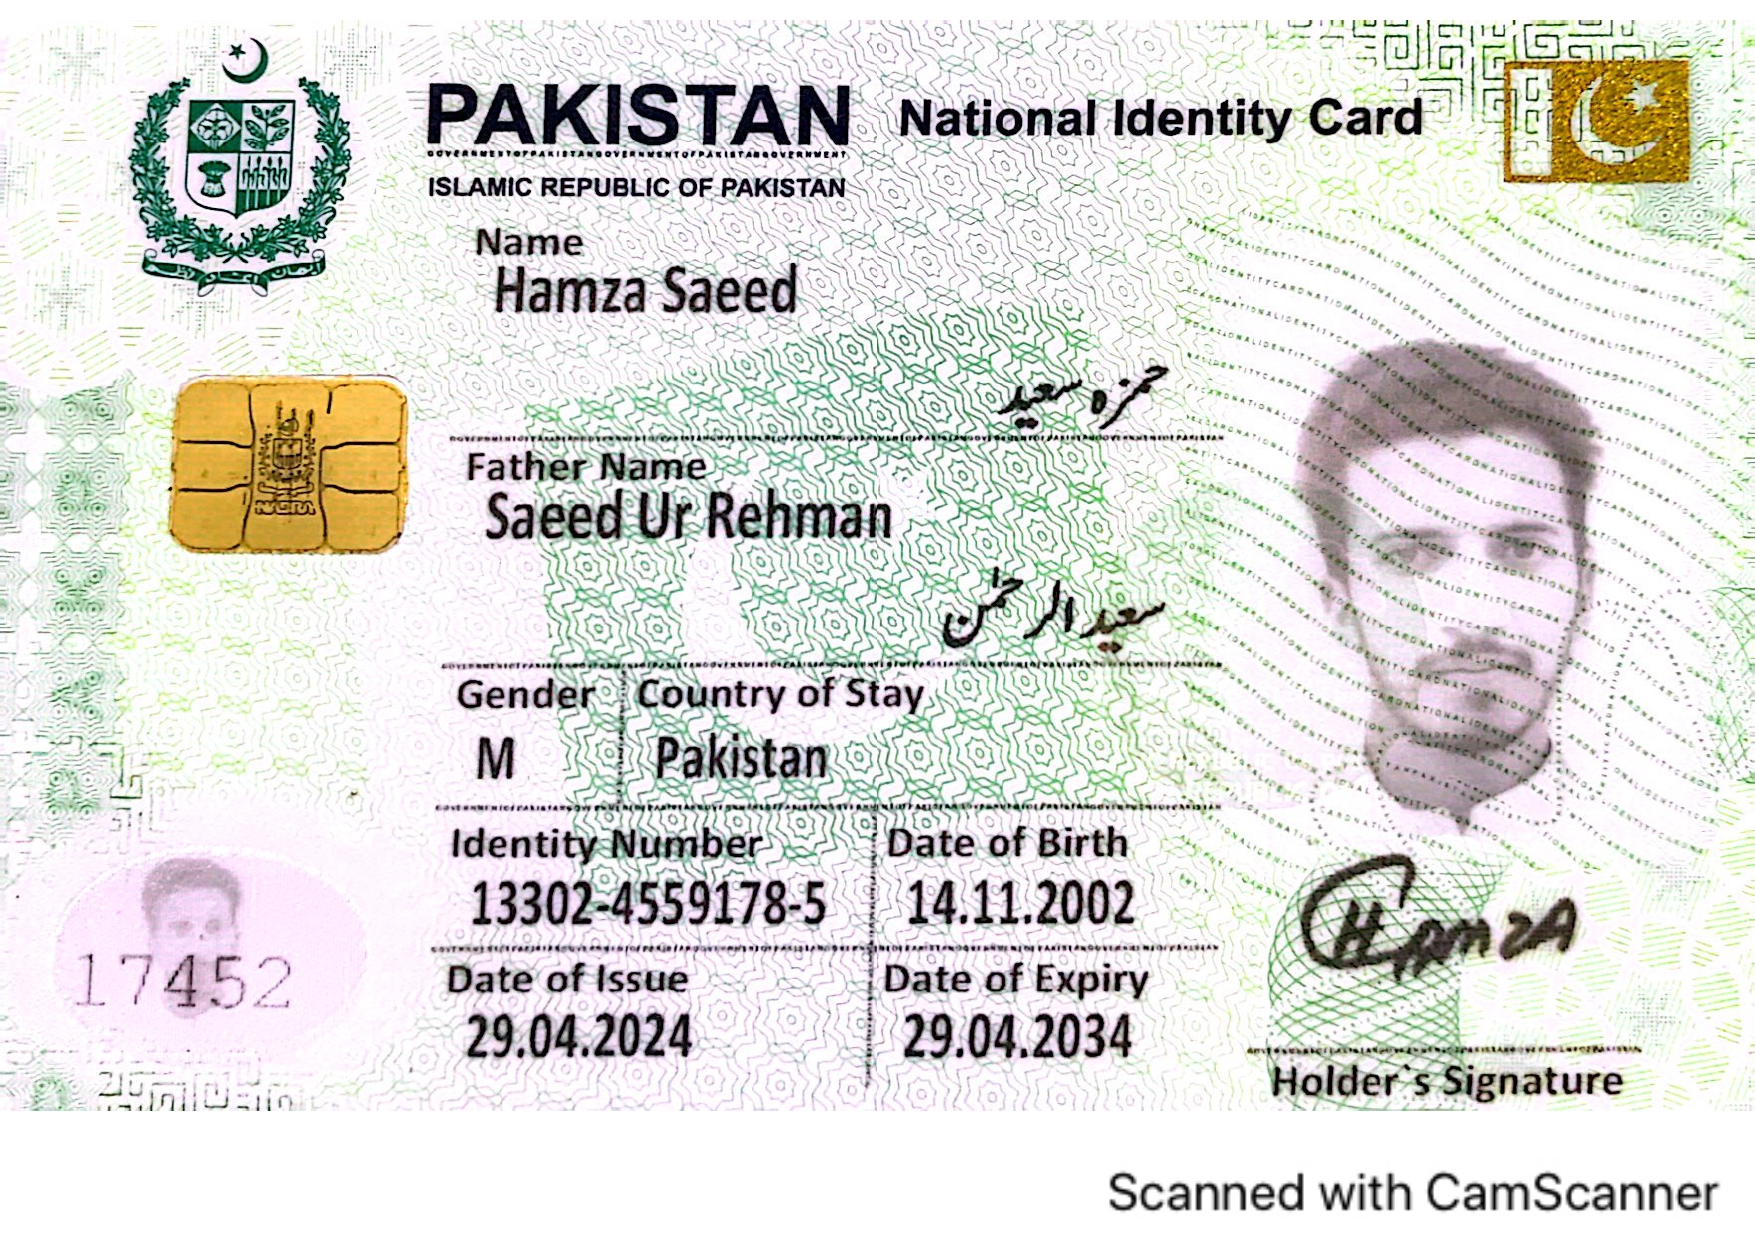 PAKISTAN National Identity Card
ISLAMIC REPUBLIC OF PAKISTAN
Name
Hamza Saeed
حمزہ سعید
Father Name
Saeed Ur Rehman
سعید الرحمٰن
Gender Country of Stay
M Pakistan
Identity Number Date of Birth
13302-4559178-5 14.11.2002
Date of Issue Date of Expiry
29.04.2024 29.04.2034
17452
Hamza
Holder`s Signature
Scanned with CamScanner